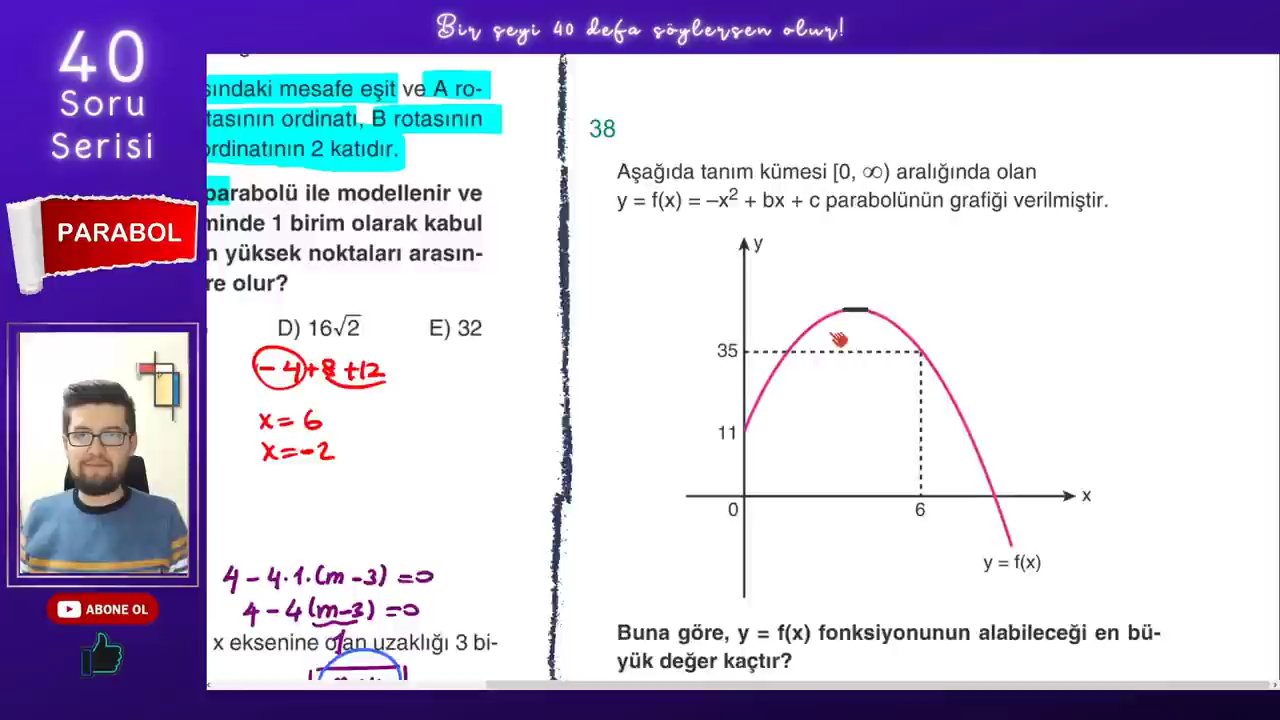 Bir şeyi 40 defa söylersen olur!
40
Soru
Serisi
PARABOL
ABONE OL
sındaki mesafe eşit ve A ro-
tasının ordinatı, B rotasının
ordinatının 2 katıdır.
parabolü ile modellenir ve
minde 1 birim olarak kabul
n yüksek noktaları arasın-
re olur?
D) 16√2 E) 32
-4+8+12
x=6
x=-2
4-4·1·(m-3)=0
4-4(m-3)=0
1
x eksenine olan uzaklığı 3 bi-
38
Aşağıda tanım kümesi [0, ∞) aralığında olan
y = f(x) = –x² + bx + c parabolünün grafiği verilmiştir.
y
35
11
0
6
x
y = f(x)
Buna göre, y = f(x) fonksiyonunun alabileceği en bü-
yük değer kaçtır?